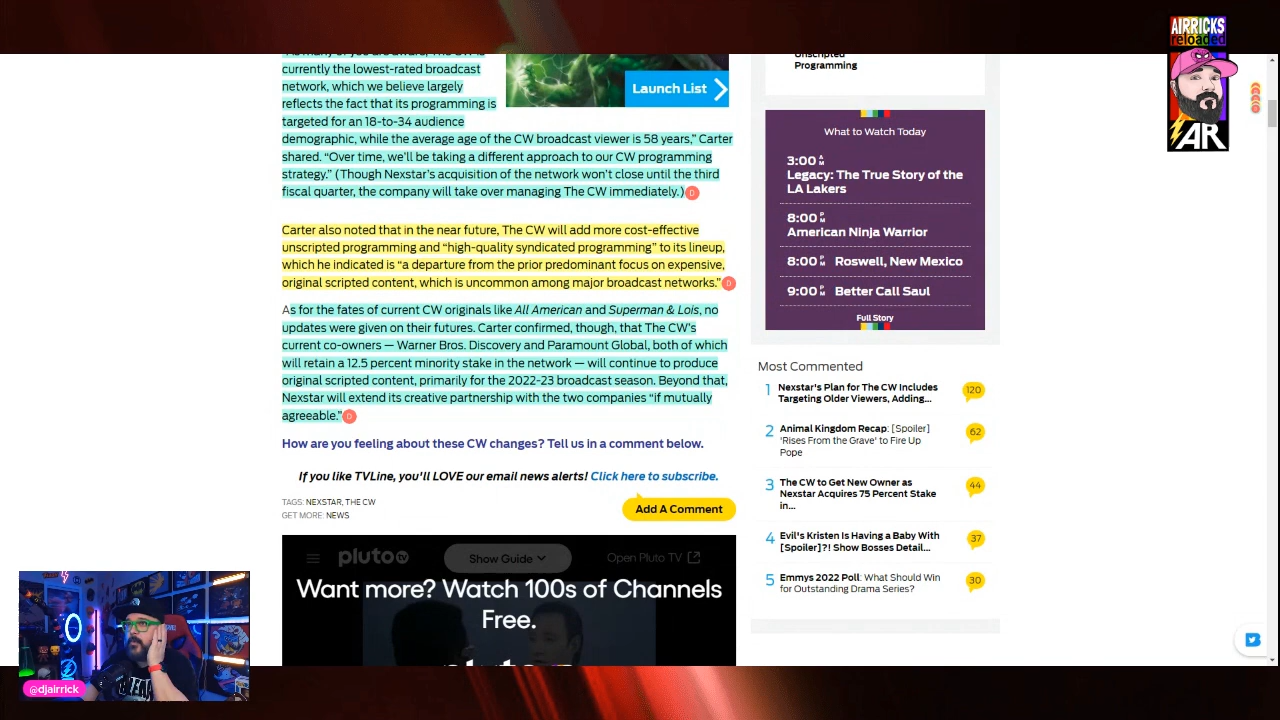 AIRRICKS
reloaded
AR
currently the lowest-rated broadcast
network, which we believe largely
reflects the fact that its programming is
targeted for an 18-to-34 audience
demographic, while the average age of the CW broadcast viewer is 58 years,” Carter
shared. “Over time, we’ll be taking a different approach to our CW programming
strategy.” (Though Nexstar’s acquisition of the network won’t close until the third
fiscal quarter, the company will take over managing The CW immediately.)
Launch List
Carter also noted that in the near future, The CW will add more cost-effective
unscripted programming and “high-quality syndicated programming” to its lineup,
which he indicated is “a departure from the prior predominant focus on expensive,
original scripted content, which is uncommon among major broadcast networks.”
As for the fates of current CW originals like All American and Superman & Lois, no
updates were given on their futures. Carter confirmed, though, that The CW’s
current co-owners — Warner Bros. Discovery and Paramount Global, both of which
will retain a 12.5 percent minority stake in the network — will continue to produce
original scripted content, primarily for the 2022-23 broadcast season. Beyond that,
Nexstar will extend its creative partnership with the two companies “if mutually
agreeable.”
How are you feeling about these CW changes? Tell us in a comment below.
If you like TVLine, you'll LOVE our email news alerts! Click here to subscribe.
TAGS: NEXSTAR, THE CW
GET MORE: NEWS
Add A Comment
pluto tv
Show Guide
Open Pluto TV
Want more? Watch 100s of Channels
Free.
Programming
What to Watch Today
3:00 AM
Legacy: The True Story of the
LA Lakers
8:00 PM
American Ninja Warrior
8:00 PM Roswell, New Mexico
9:00 PM Better Call Saul
Full Story
Most Commented
1 Nexstar's Plan for The CW Includes
Targeting Older Viewers, Adding...
120
2 Animal Kingdom Recap: [Spoiler]
'Rises From the Grave' to Fire Up
Pope
62
3 The CW to Get New Owner as
Nexstar Acquires 75 Percent Stake
in...
44
4 Evil's Kristen Is Having a Baby With
[Spoiler]?! Show Bosses Detail...
37
5 Emmys 2022 Poll: What Should Win
for Outstanding Drama Series?
30
@djairrick